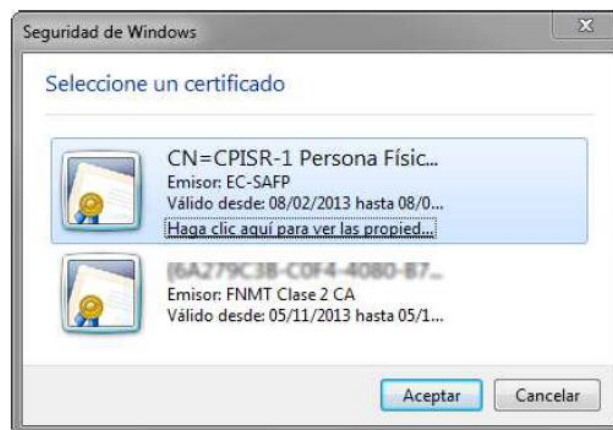 Seguridad de Windows
Seleccione un certificado
CN=CPISR-1 Persona Físic...
Emisor: EC-SAFP
Válido desde: 08/02/2013 hasta 08/0...
Haga clic aquí para ver las propied...
Emisor: FNMT Clase 2 CA
Válido desde: 05/11/2013 hasta 05/1...
Aceptar
Cancelar